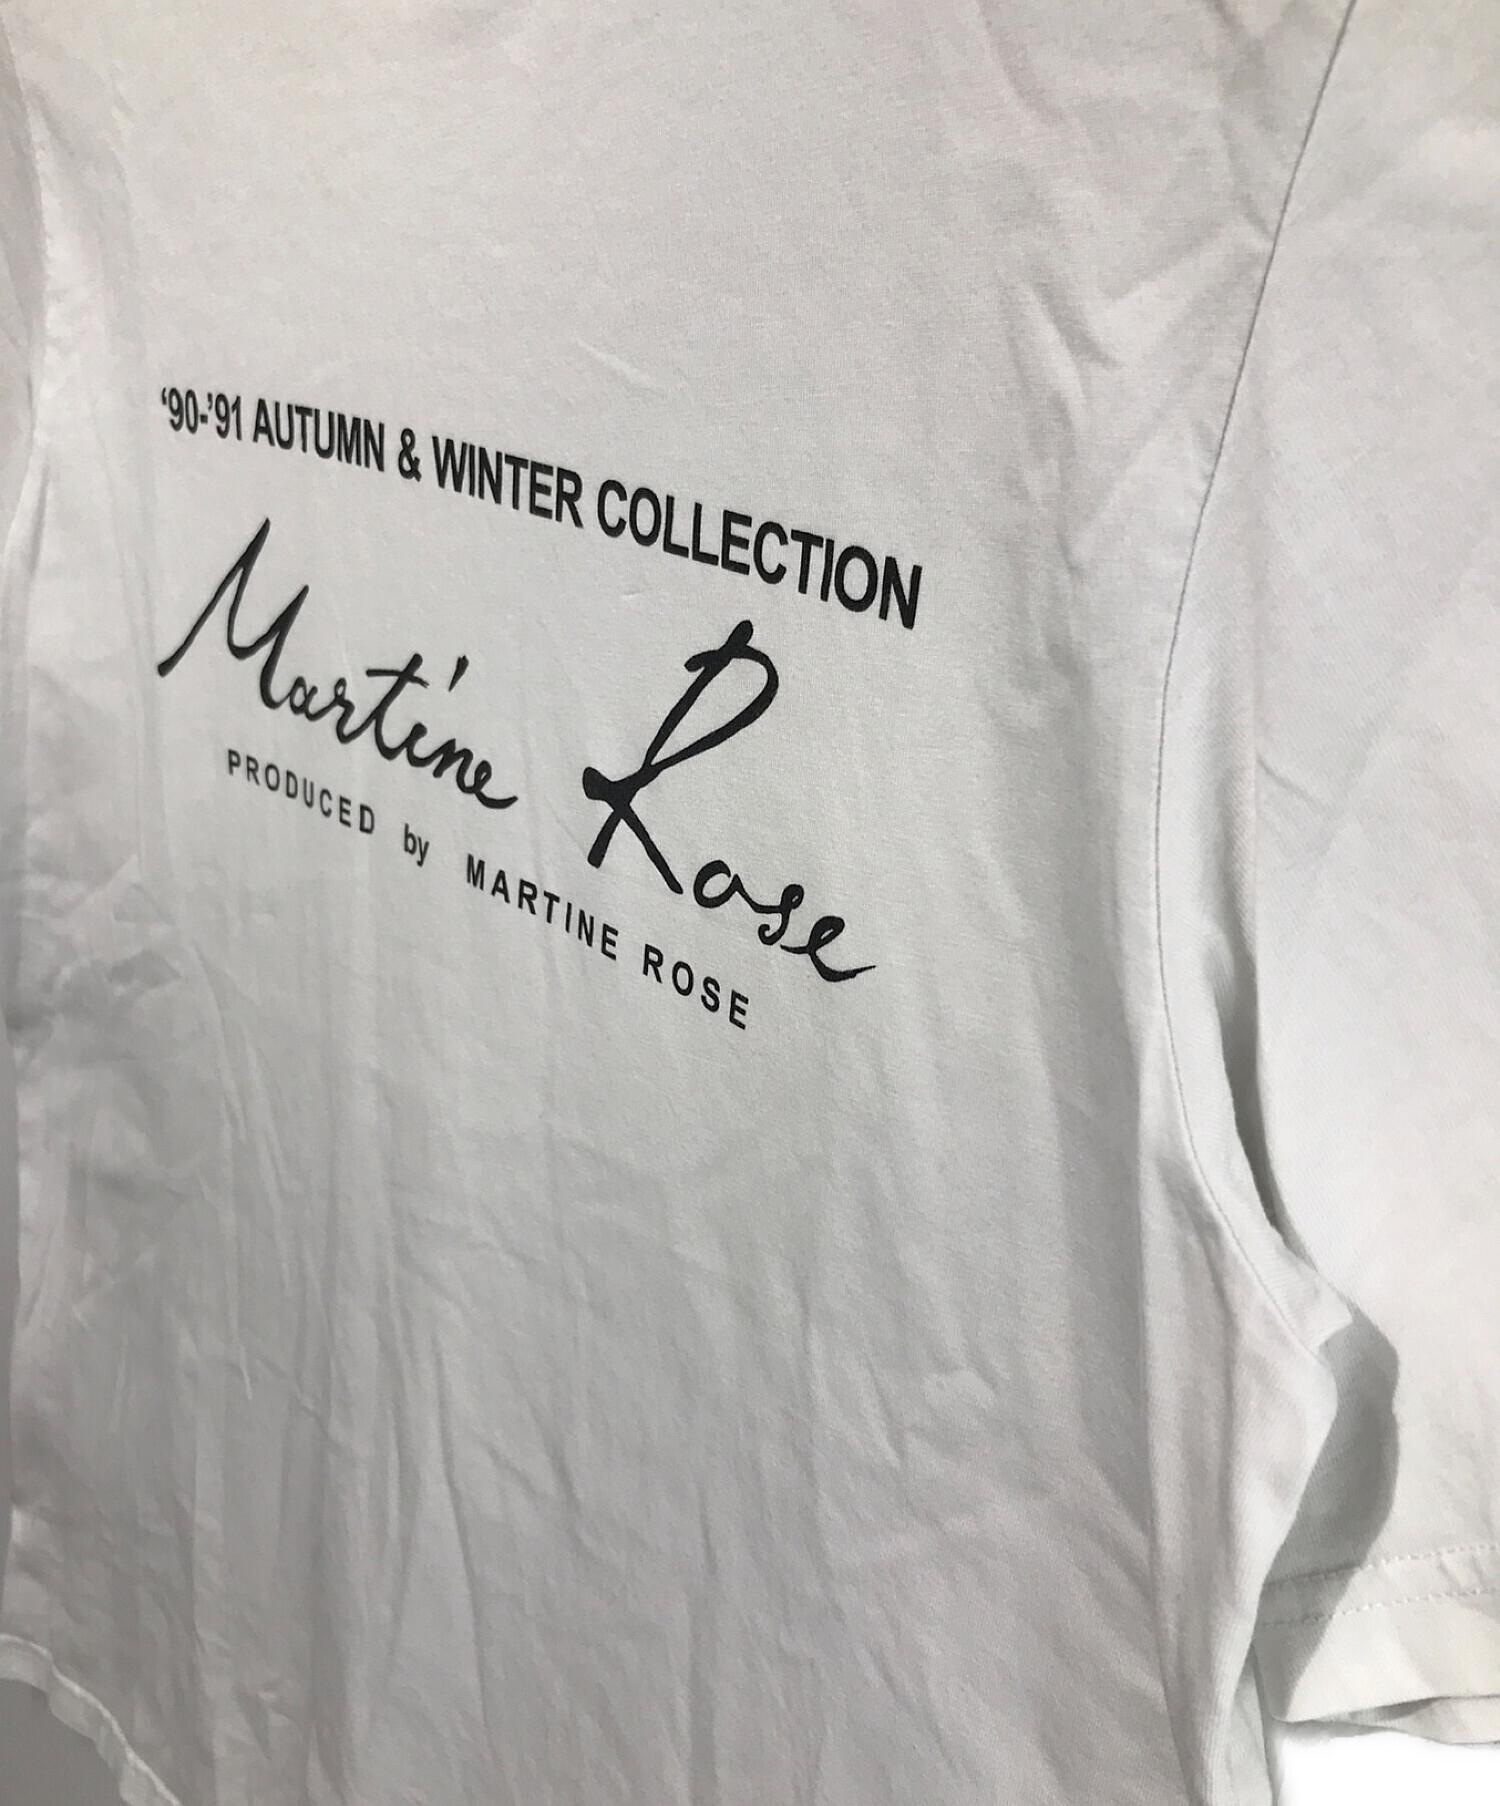 ‘90-’91 AUTUMN & WINTER COLLECTION
Martine Rose
PRODUCED by MARTINE ROSE